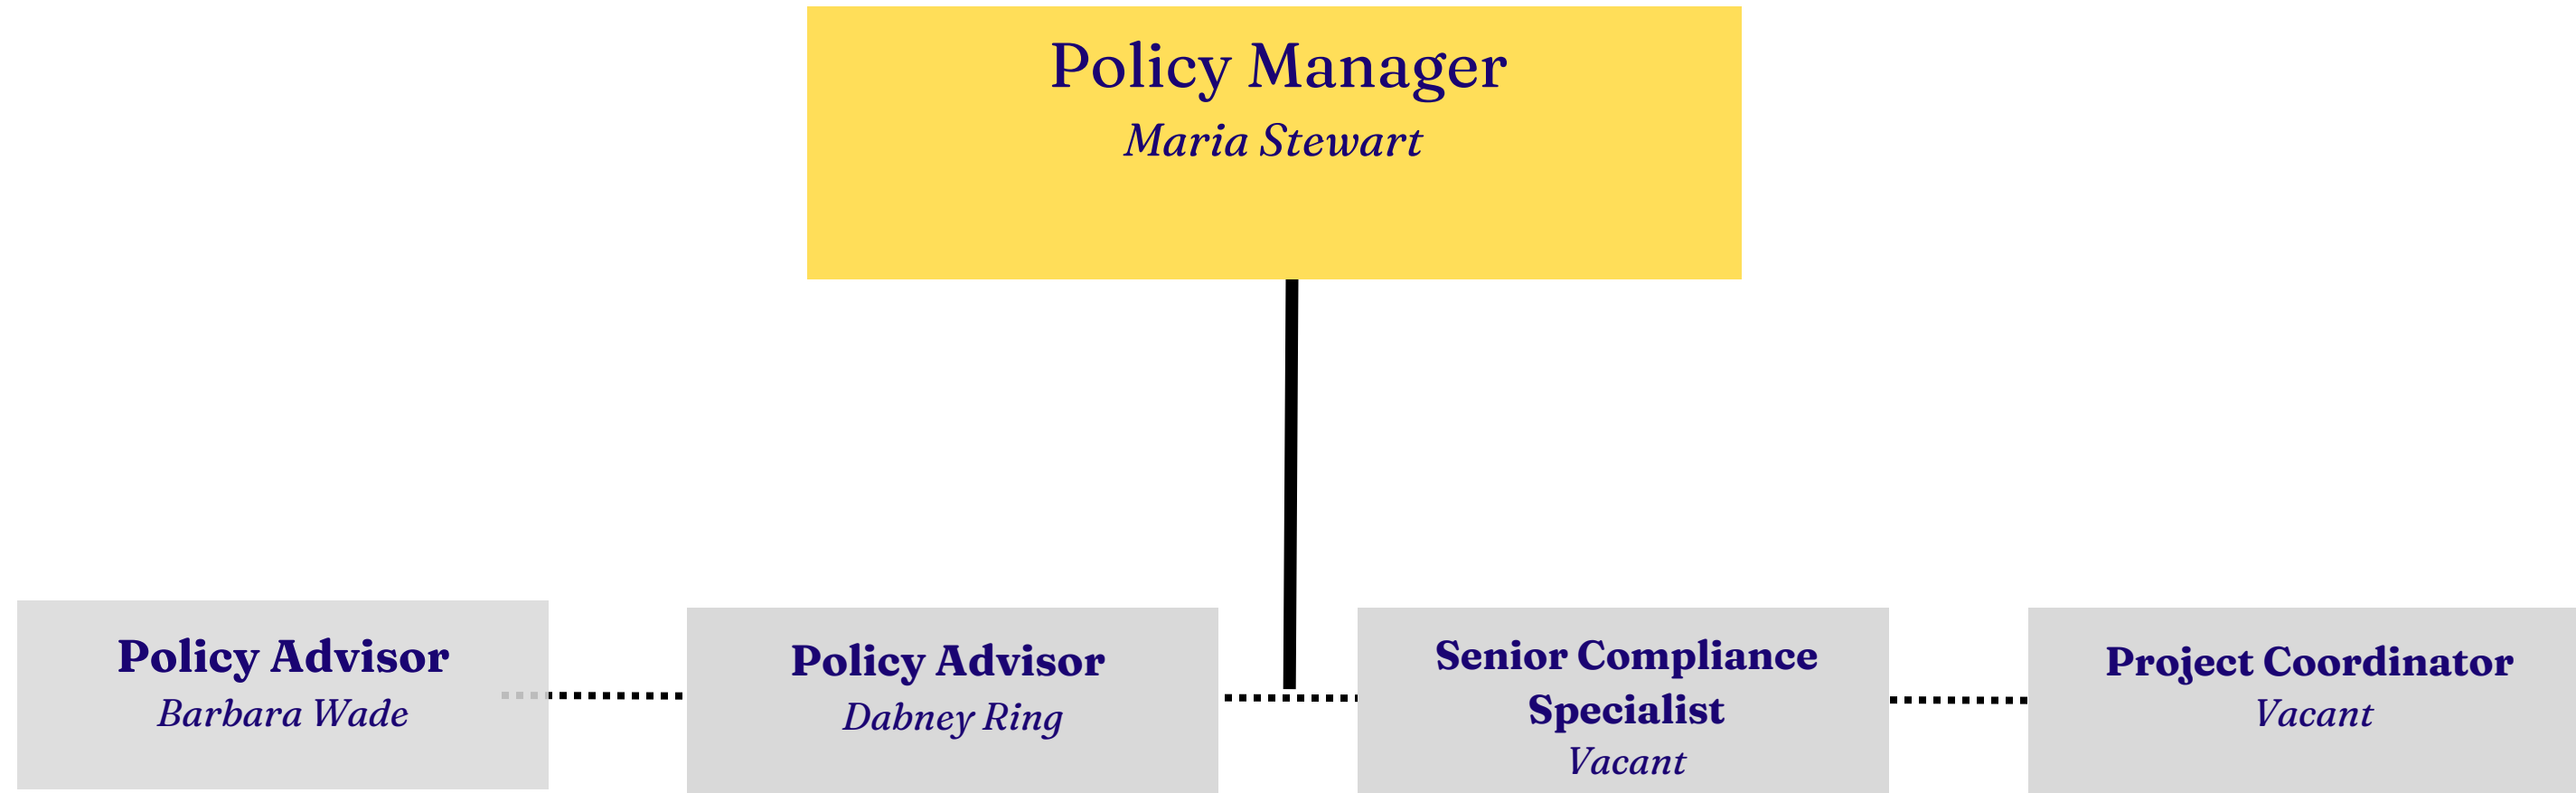 Policy Manager
Maria Stewart
Policy Advisor
Barbara Wade
Policy Advisor
Dabney Ring
Senior Compliance
Specialist
Vacant
Project Coordinator
Vacant